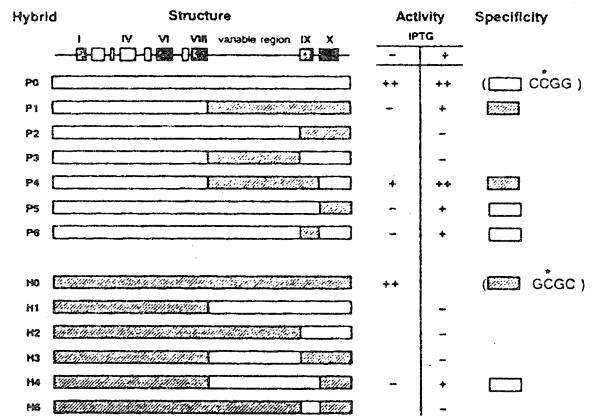 Hybrid Structure Activity Specificity
IPTG
I IV VI VIII variable region IX X - +
P0 ++ ++ ( * CCGG )
P1 - +
P2 -
P3 -
P4 + ++
P5 - +
P6 - +
H0 ++ ( * GCGC )
H1 -
H2 -
H3 -
H4 - +
H6 -